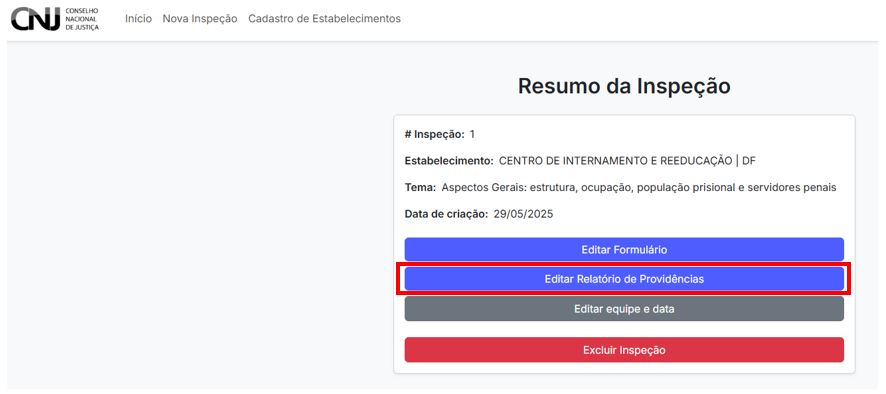 CNJ CONSELHO
NACIONAL
DE JUSTIÇA
Início Nova Inspeção Cadastro de Estabelecimentos
Resumo da Inspeção
# Inspeção: 1
Estabelecimento: CENTRO DE INTERNAMENTO E REEDUCAÇÃO | DF
Tema: Aspectos Gerais: estrutura, ocupação, população prisional e servidores penais
Data de criação: 29/05/2025
Editar Formulário
Editar Relatório de Providências
Editar equipe e data
Excluir Inspeção